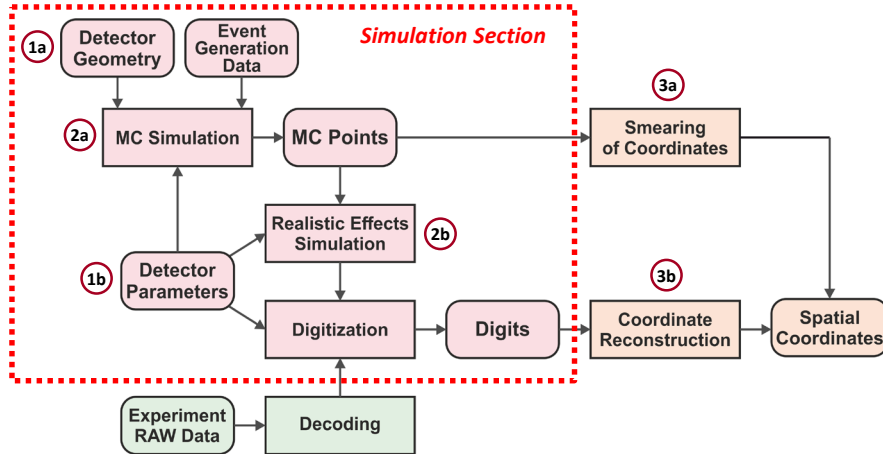 Simulation Section
1a
Detector
Geometry
Event
Generation
Data
2a
MC Simulation
MC Points
3a
Smearing
of Coordinates
Realistic Effects
Simulation
2b
1b
Detector
Parameters
Digitization
Digits
3b
Coordinate
Reconstruction
Spatial
Coordinates
Experiment
RAW Data
Decoding